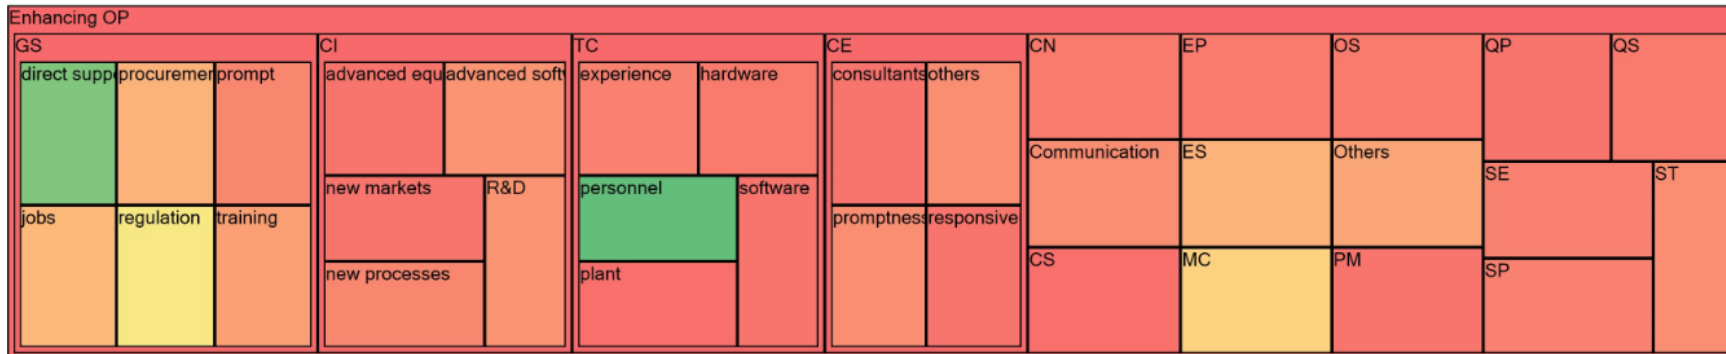 Enhancing OP
GS
CI
TC
CE
CN
EP
OS
QP
QS
direct supp
procuremer
prompt
advanced equ
advanced soft
experience
hardware
consultants
others
Communication
ES
Others
SE
ST
new markets
R&D
personnel
software
jobs
regulation
training
promptness
responsive
CS
MC
PM
SP
new processes
plant